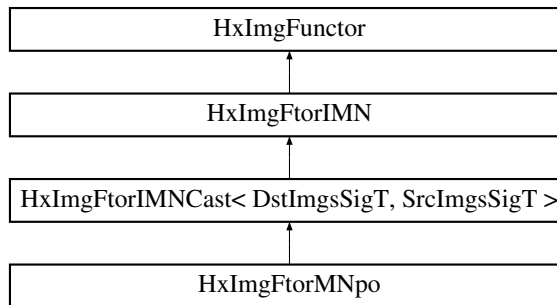 HxImgFunctor
HxImgFtorIMN
HxImgFtorIMNCast< DstImgsSigT, SrcImgsSigT >
HxImgFtorMNpo